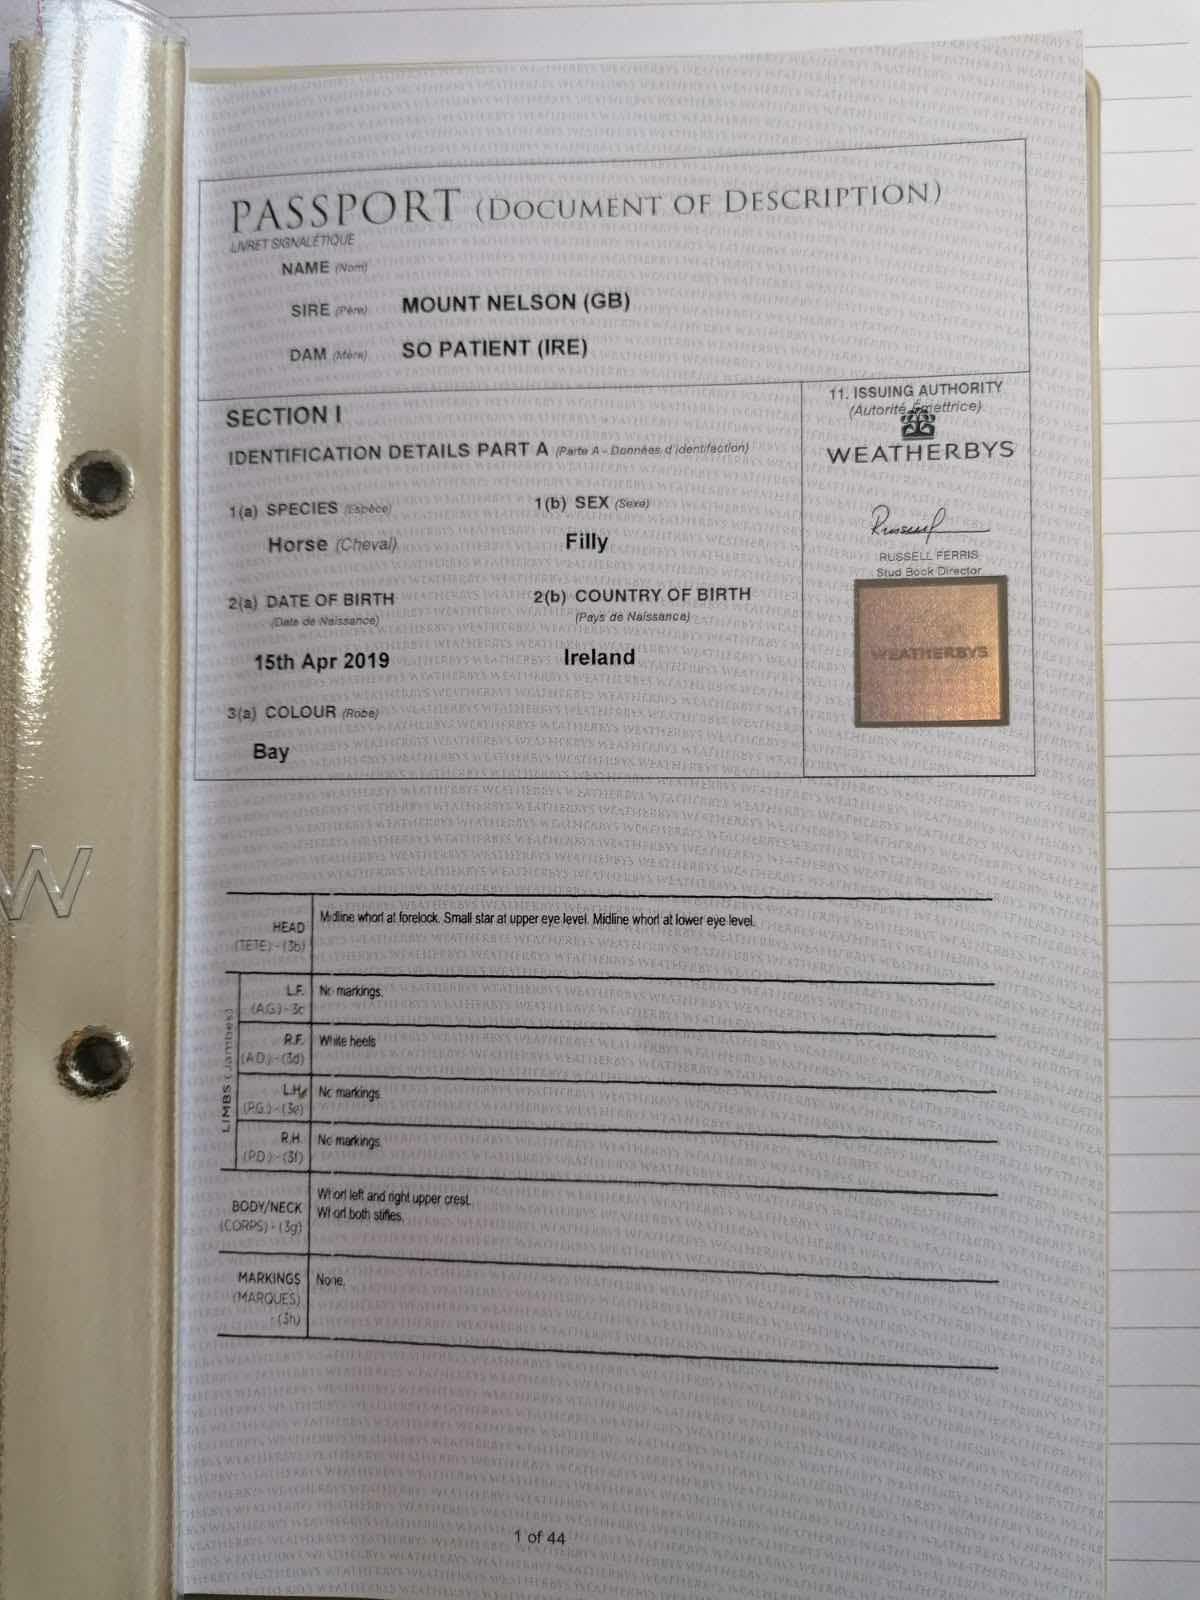 PASSPORT (DOCUMENT OF DESCRIPTION)
LIVRET SIGNALÉTIQUE
NAME (Nom)
SIRE (Père) MOUNT NELSON (GB)
DAM (Mère) SO PATIENT (IRE)
SECTION I
IDENTIFICATION DETAILS PART A (Parte A - Données d'identifaction)
1(a) SPECIES (Espèce) 1(b) SEX (Sexe)
Horse (Cheval) Filly
2(a) DATE OF BIRTH 2(b) COUNTRY OF BIRTH
(Date de Naissance) (Pays de Naissance)
15th Apr 2019 Ireland
3(a) COLOUR (Robe)
Bay
11. ISSUING AUTHORITY
(Autorité Émettrice)
WEATHERBYS
RUSSELL FERRIS
Stud Book Director
WEATHERBYS
HEAD Midline whorl at forelock. Small star at upper eye level. Midline whorl at lower eye level.
(TETE) - (3b)
LIMBS (Jambes)
L.F. No markings.
(A.G.) - 3c
R.F. White heels
(A.D.) - (3d)
L.H. No markings.
(P.G.) - (3e)
R.H. No markings.
(P.D.) - (3f)
BODY/NECK Whorl left and right upper crest.
(CORPS) - (3g) Whorl both stifles.
MARKINGS None.
(MARQUES)
- (3h)
1 of 44
W